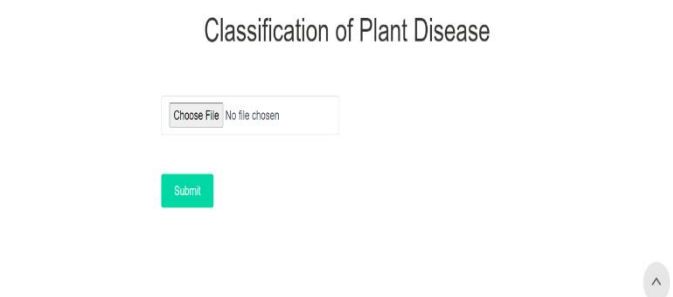 Classification of Plant Disease
Choose File No file chosen
Submit